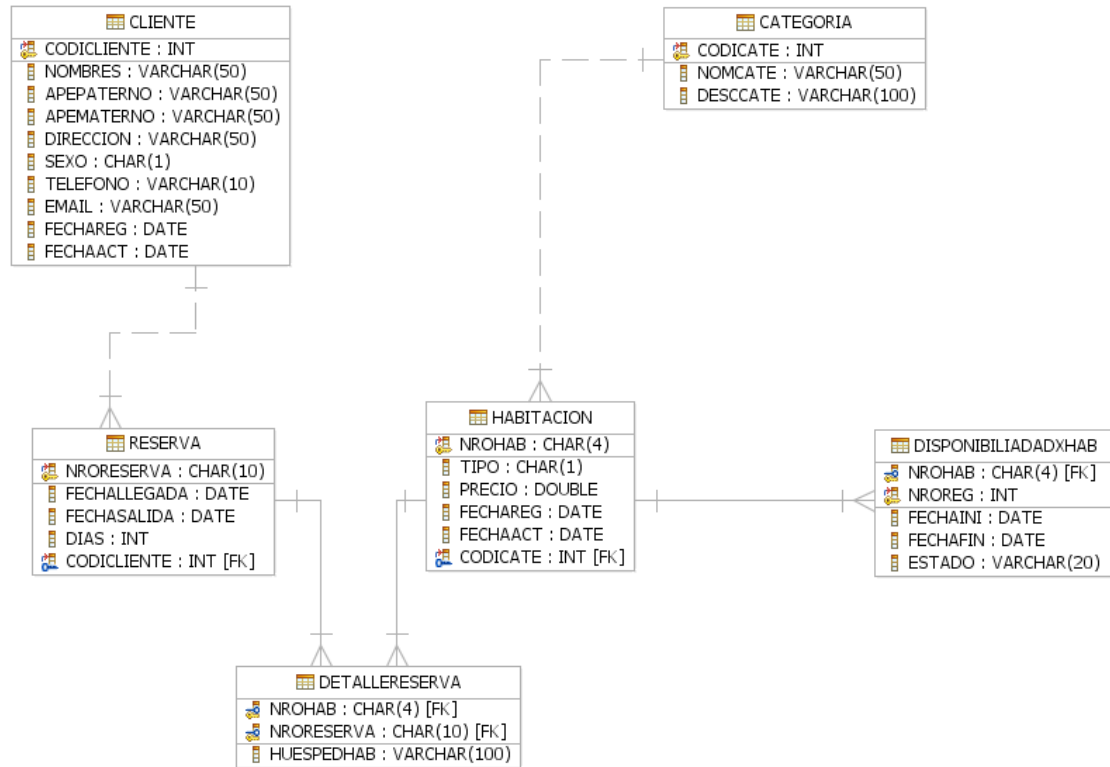 CLIENTE
CODICLIENTE : INT
NOMBRES : VARCHAR(50)
APEPATERNO : VARCHAR(50)
APEMATERNO : VARCHAR(50)
DIRECCION : VARCHAR(50)
SEXO : CHAR(1)
TELEFONO : VARCHAR(10)
EMAIL : VARCHAR(50)
FECHAREG : DATE
FECHAACT : DATE
CATEGORIA
CODICATE : INT
NOMCATE : VARCHAR(50)
DESCCATE : VARCHAR(100)
RESERVA
NRORESERVA : CHAR(10)
FECHALLEGADA : DATE
FECHASALIDA : DATE
DIAS : INT
CODICLIENTE : INT [FK]
HABITACION
NROHAB : CHAR(4)
TIPO : CHAR(1)
PRECIO : DOUBLE
FECHAREG : DATE
FECHAACT : DATE
CODICATE : INT [FK]
DISPONIBILIADADXHAB
NROHAB : CHAR(4) [FK]
NROREG : INT
FECHAINI : DATE
FECHAFIN : DATE
ESTADO : VARCHAR(20)
DETALLERESERVA
NROHAB : CHAR(4) [FK]
NRORESERVA : CHAR(10) [FK]
HUESPEDHAB : VARCHAR(100)